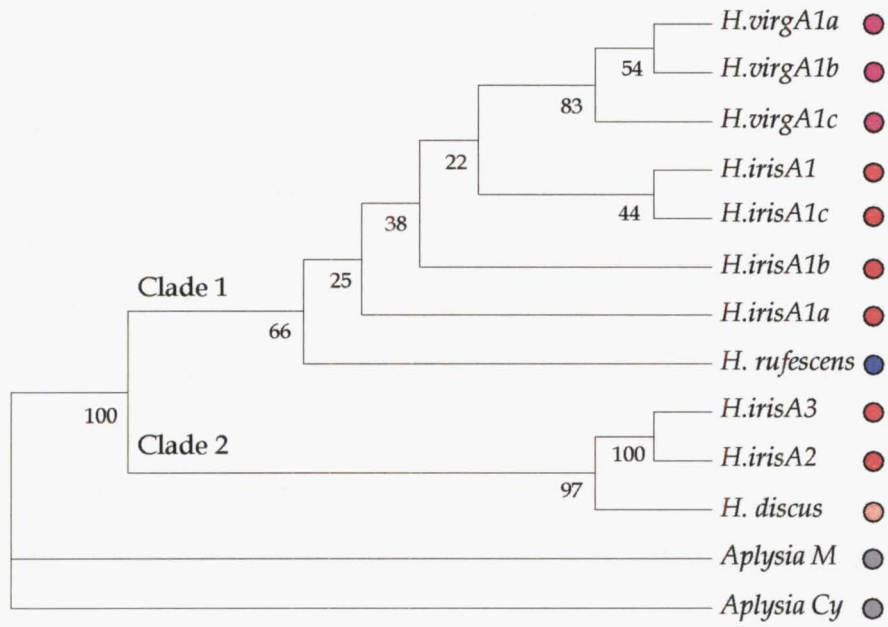 H.virgA1a
54
H.virgA1b
83
H.virgA1c
22
H.irisA1
44
H.irisA1c
38
H.irisA1b
Clade 1
25
H.irisA1a
66
H. rufescens
H.irisA3
100
Clade 2
100
H.irisA2
97
H. discus
Aplysia M
Aplysia Cy